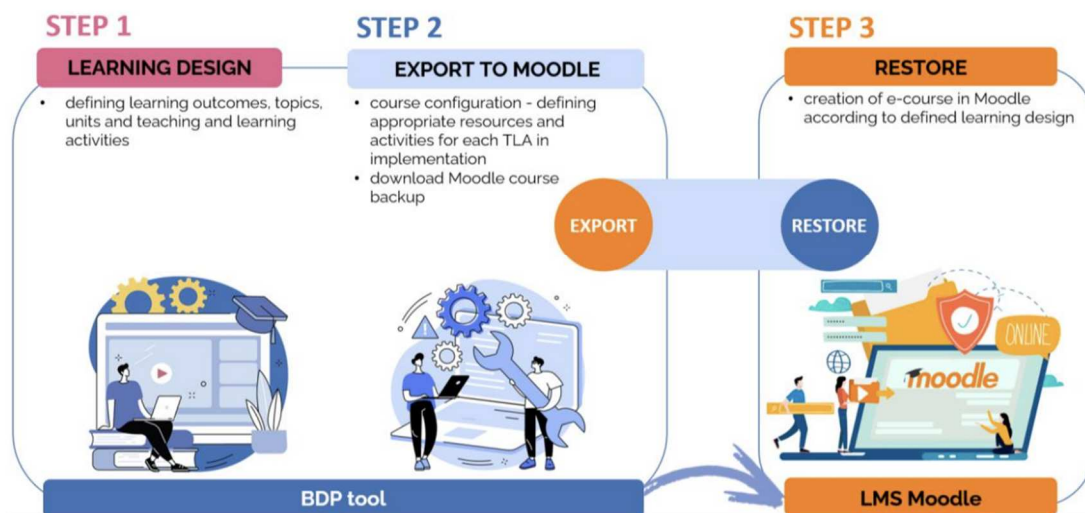 STEP 1
LEARNING DESIGN
• defining learning outcomes, topics,
units and teaching and learning
activities
STEP 2
EXPORT TO MOODLE
• course configuration - defining
appropriate resources and
activities for each TLA in
implementation
• download Moodle course
backup
STEP 3
RESTORE
• creation of e-course in Moodle
according to defined learning design
EXPORT
RESTORE
ONLINE
moodle
BDP tool
LMS Moodle